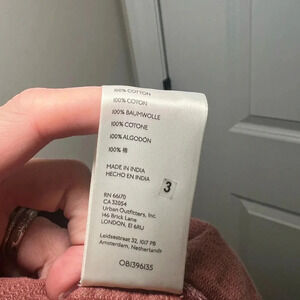 100% COTTON
100% COTON
100% BAUMWOLLE
100% COTONE
100% ALGODÓN
100% 棉
MADE IN INDIA
HECHO EN INDIA
3
RN 66170
CA 32054
Urban Outfitters, Inc.
146 Brick Lane
LONDON, E1 6RU
Leidsestraat 32, 1017 PB
Amsterdam, Netherlands
OB1396135